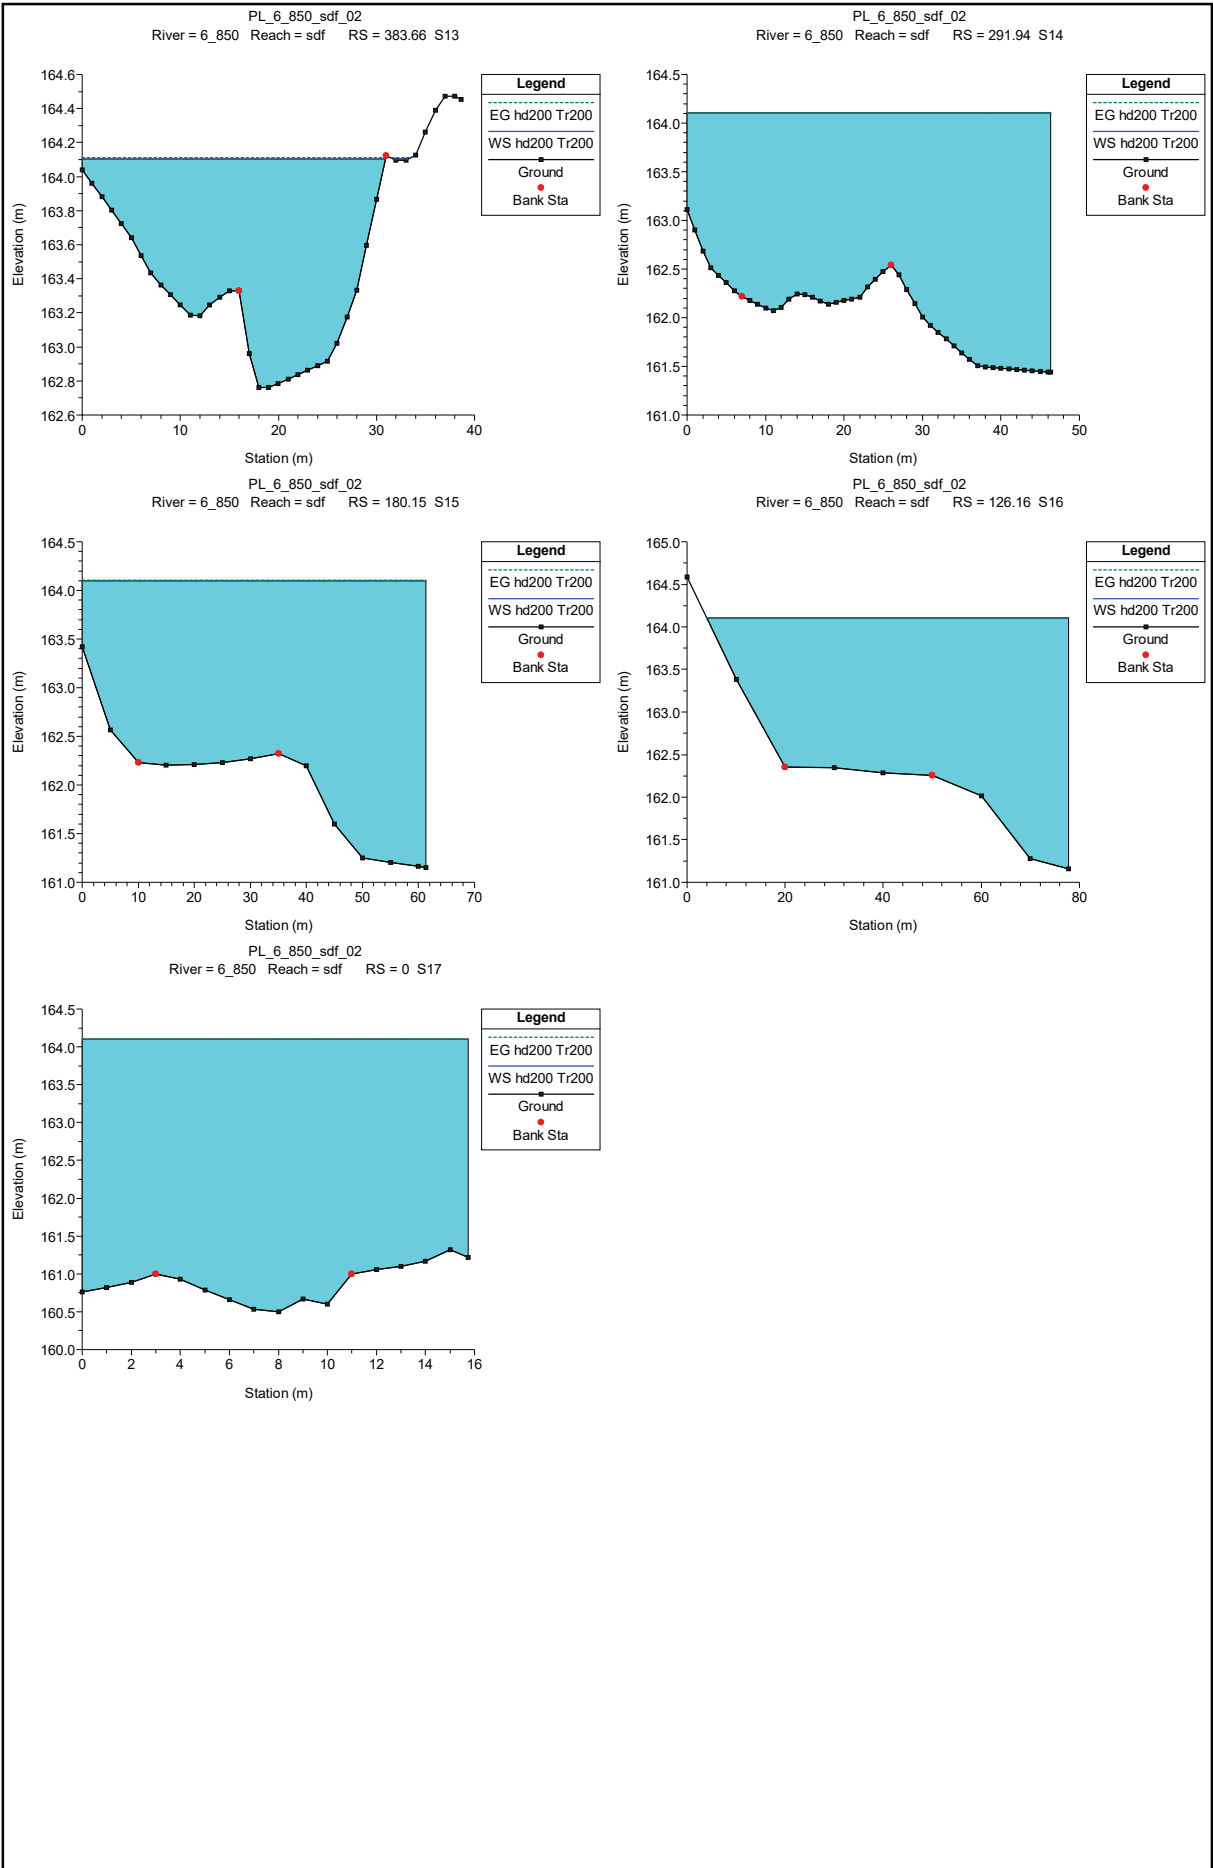 PL_6_850_sdf_02
River = 6_850 Reach = sdf RS = 383.66 S13
164.6
164.4
164.2
164.0
163.8
163.6
163.4
163.2
163.0
162.8
162.6
0 10 20 30 40
Station (m)
Elevation (m)
Legend
EG hd200 Tr200
WS hd200 Tr200
Ground
Bank Sta
PL_6_850_sdf_02
River = 6_850 Reach = sdf RS = 291.94 S14
164.5
164.0
163.5
163.0
162.5
162.0
161.5
161.0
0 10 20 30 40 50
Station (m)
Elevation (m)
Legend
EG hd200 Tr200
WS hd200 Tr200
Ground
Bank Sta
PL_6_850_sdf_02
River = 6_850 Reach = sdf RS = 180.15 S15
164.5
164.0
163.5
163.0
162.5
162.0
161.5
161.0
0 10 20 30 40 50 60 70
Station (m)
Elevation (m)
Legend
EG hd200 Tr200
WS hd200 Tr200
Ground
Bank Sta
PL_6_850_sdf_02
River = 6_850 Reach = sdf RS = 126.16 S16
165.0
164.5
164.0
163.5
163.0
162.5
162.0
161.5
161.0
0 20 40 60 80
Station (m)
Elevation (m)
Legend
EG hd200 Tr200
WS hd200 Tr200
Ground
Bank Sta
PL_6_850_sdf_02
River = 6_850 Reach = sdf RS = 0 S17
164.5
164.0
163.5
163.0
162.5
162.0
161.5
161.0
160.5
160.0
0 2 4 6 8 10 12 14 16
Station (m)
Elevation (m)
Legend
EG hd200 Tr200
WS hd200 Tr200
Ground
Bank Sta